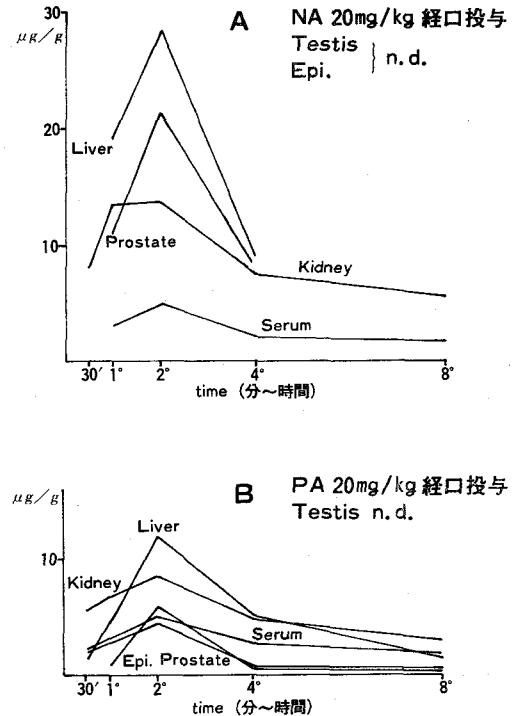 30
μg/g
A
NA 20mg/kg 経口投与
Testis
Epi.
} n.d.
20
Liver
10
Prostate
Kidney
Serum
30′ 1° 2° 4° 8°
time (分～時間)
μg/g
B
PA 20mg/kg 経口投与
Testis n.d.
Liver
10
Kidney
Serum
Epi. Prostate
30′ 1° 2° 4° 8°
time (分～時間)